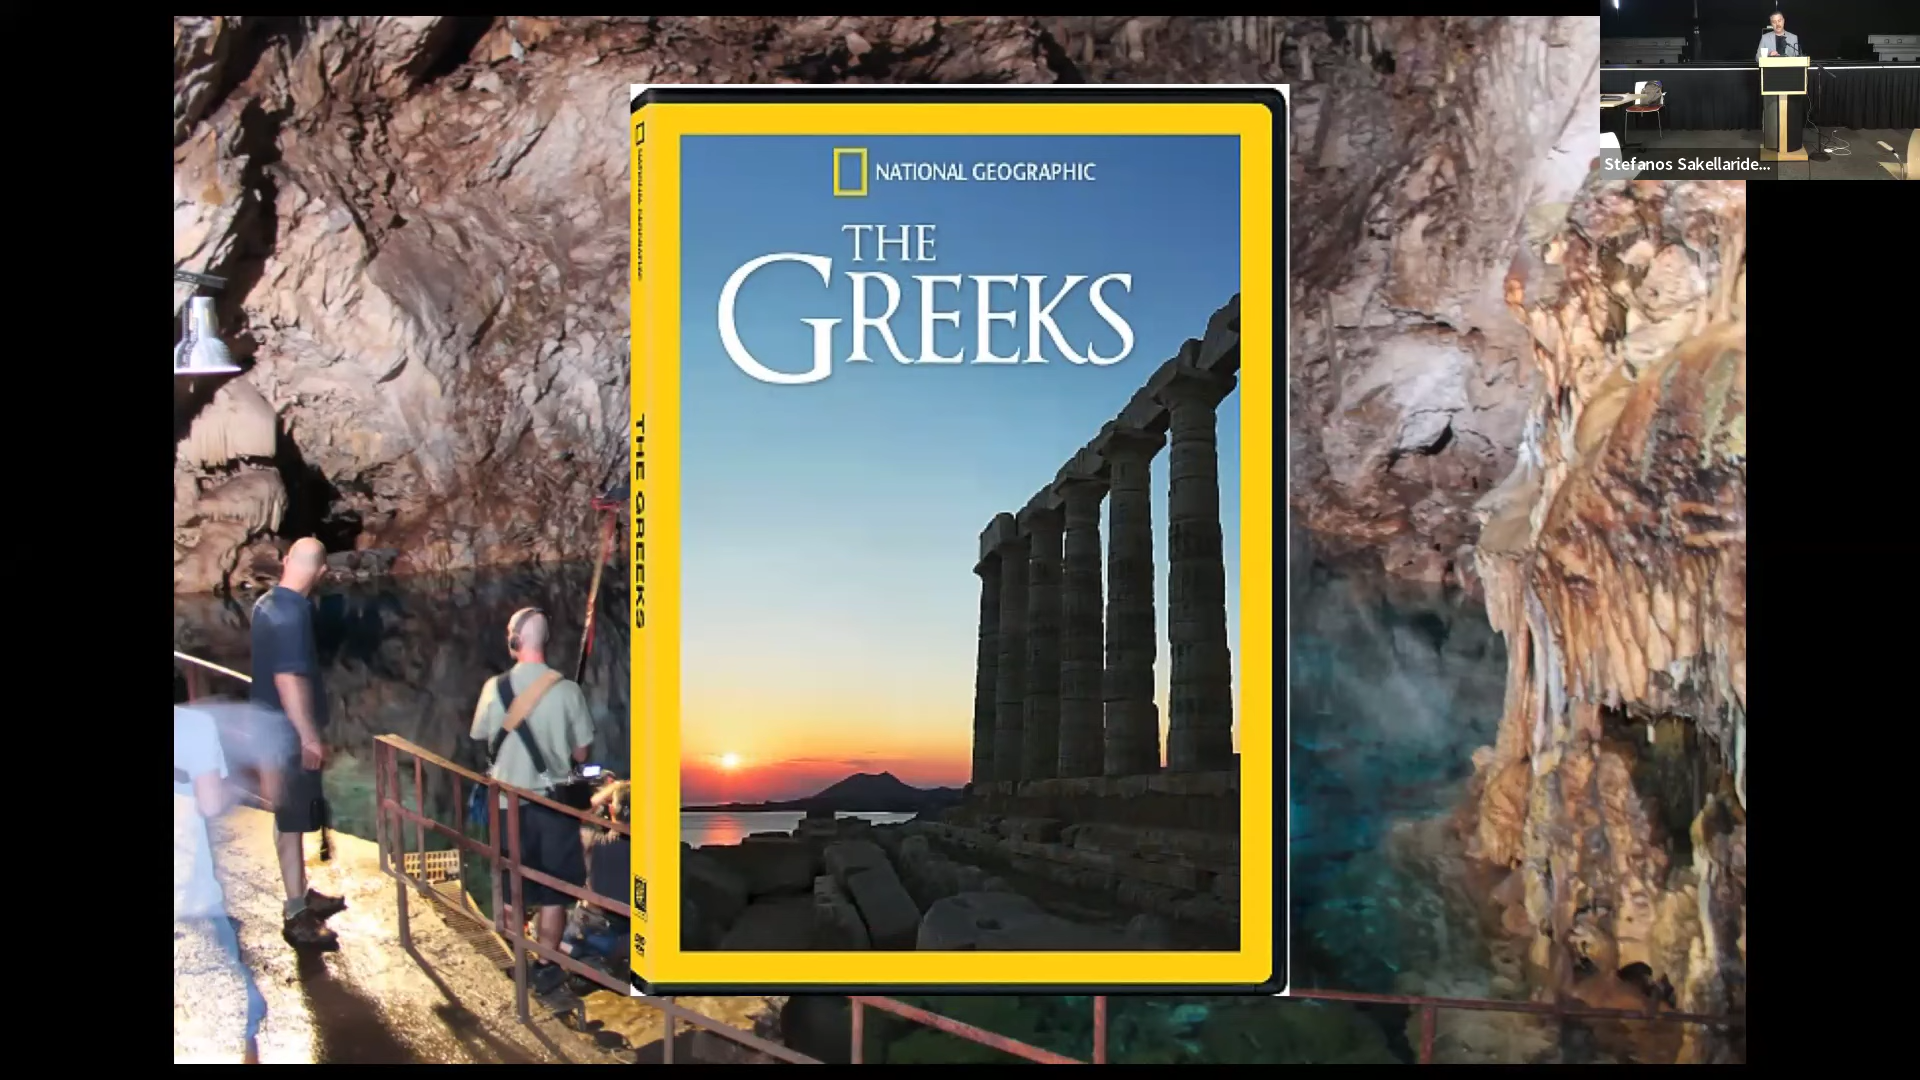 NATIONAL GEOGRAPHIC
THE
GREEKS
THE GREEKS
Stefanos Sakellaride...